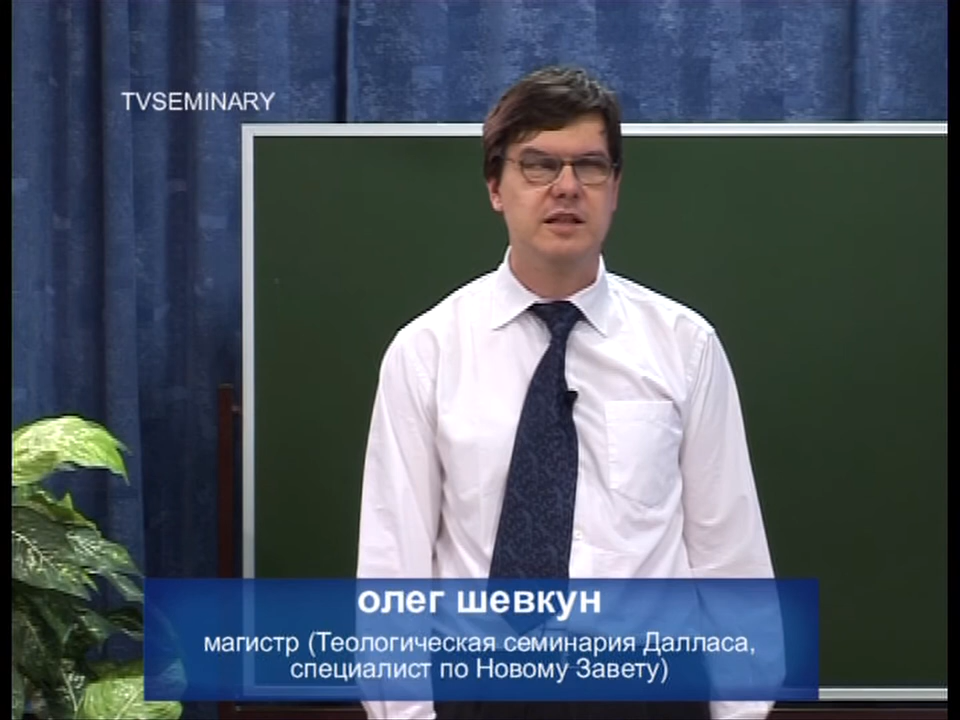 TVSEMINARY
олег шевкун
магистр (Теологическая семинария Далласа,
специалист по Новому Завету)